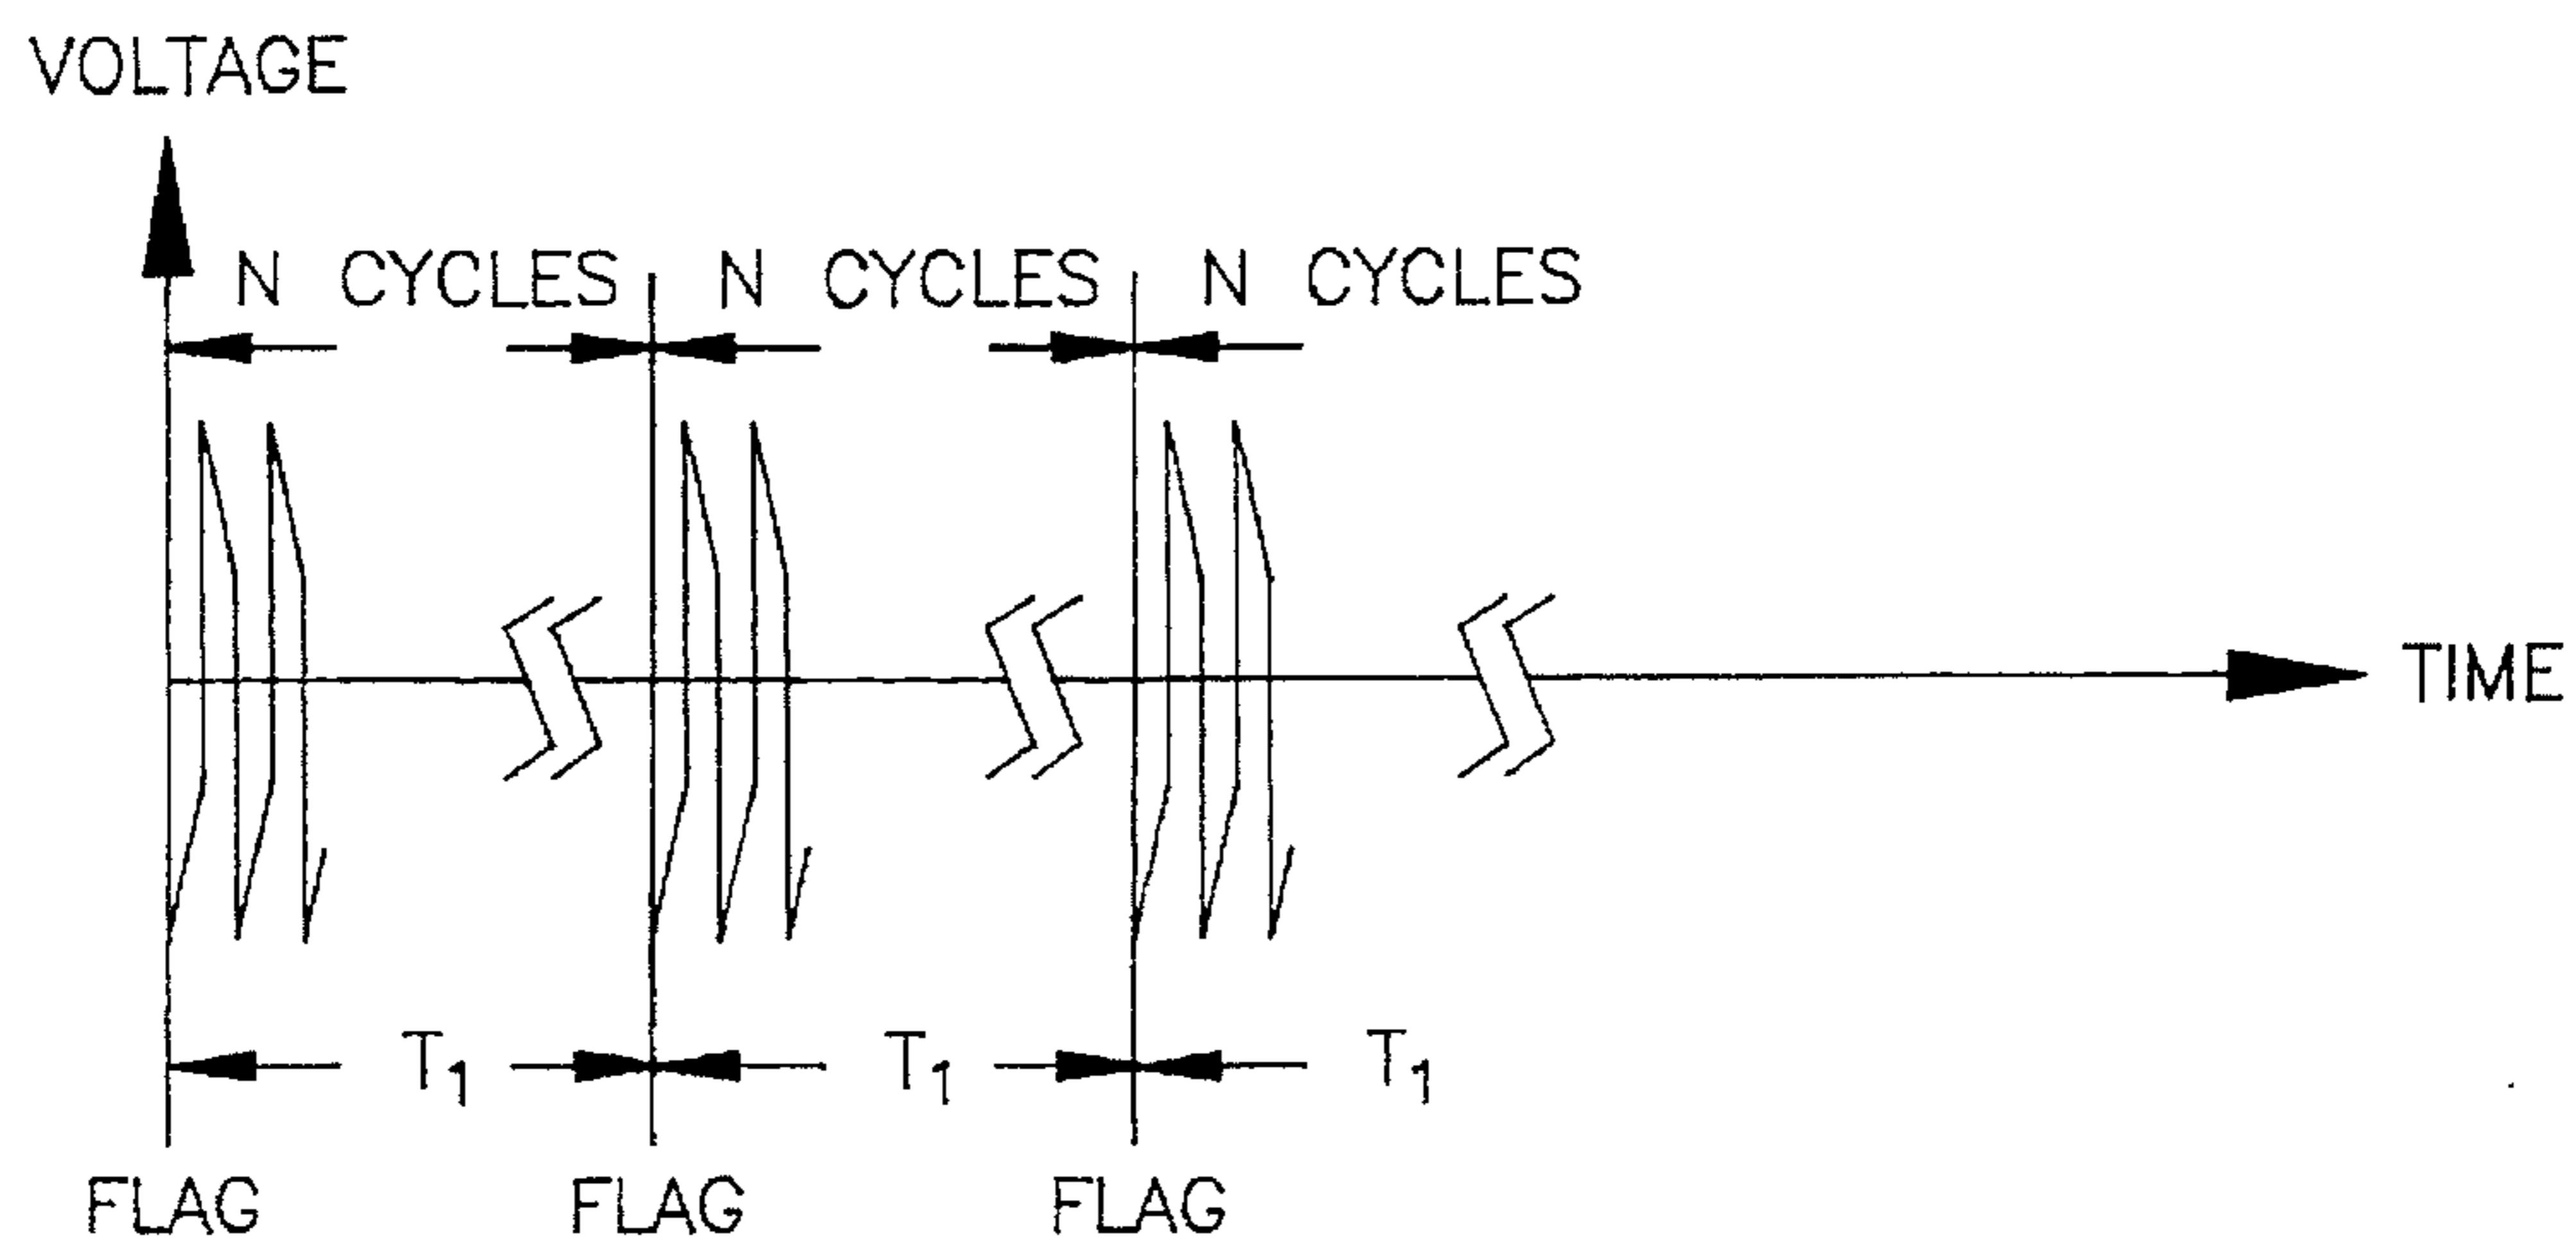 VOLTAGE
N CYCLES N CYCLES N CYCLES
TIME
T1 T1 T1
FLAG FLAG FLAG